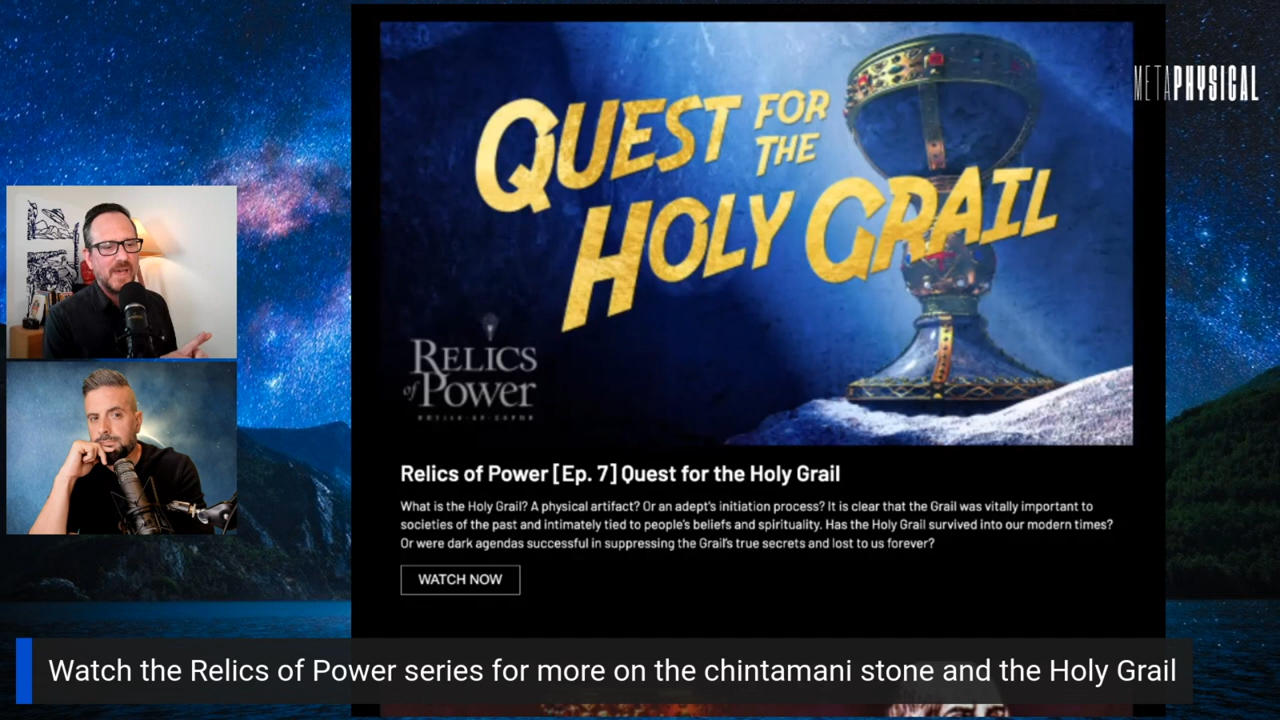 METAPHYSICAL
QUEST FOR
THE
HOLY GRAIL
RELICS
of POWER
Relics of Power [Ep. 7] Quest for the Holy Grail
What is the Holy Grail? A physical artifact? Or an adept's initiation process? It is clear that the Grail was vitally important to
societies of the past and intimately tied to people's beliefs and spirituality. Has the Holy Grail survived into our modern times?
Or were dark agendas successful in suppressing the Grail's true secrets and lost to us forever?
WATCH NOW
Watch the Relics of Power series for more on the chintamani stone and the Holy Grail